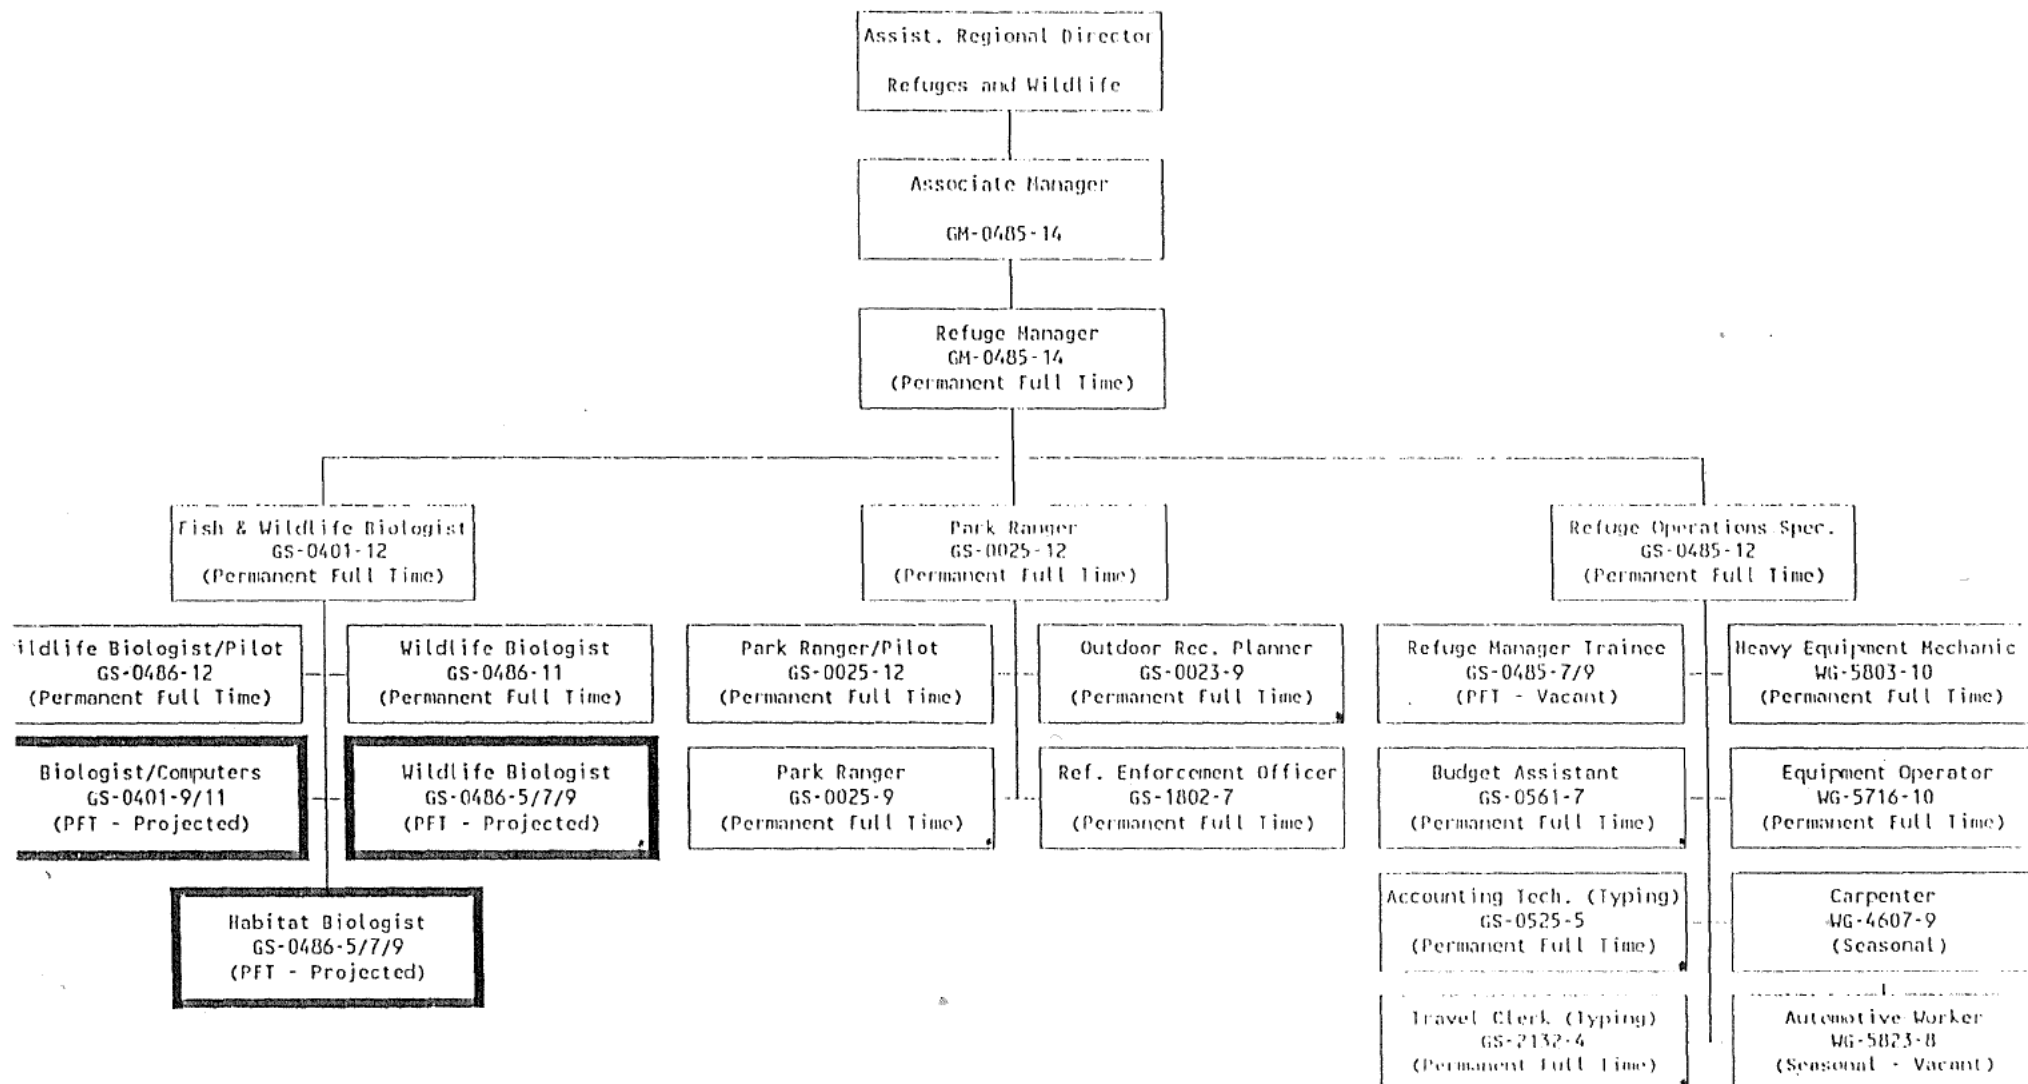 Assist. Regional Director
Refuges and Wildlife
Associate Manager
GM-0485-14
Refuge Manager
GM-0485-14
(Permanent Full Time)
Fish & Wildlife Biologist
GS-0401-12
(Permanent Full Time)
Park Ranger
GS-0025-12
(Permanent Full Time)
Refuge Operations Spec.
GS-0485-12
(Permanent Full Time)
ildlife Biologist/Pilot
GS-0486-12
(Permanent Full Time)
Wildlife Biologist
GS-0486-11
(Permanent Full Time)
Park Ranger/Pilot
GS-0025-12
(Permanent Full Time)
Outdoor Rec. Planner
GS-0023-9
(Permanent Full Time)
Refuge Manager Trainee
GS-0485-7/9
(PFT - Vacant)
Heavy Equipment Mechanic
WG-5803-10
(Permanent Full Time)
Biologist/Computers
GS-0401-9/11
(PFT - Projected)
Wildlife Biologist
GS-0486-5/7/9
(PFT - Projected)
Park Ranger
GS-0025-9
(Permanent Full Time)
Ref. Enforcement Officer
GS-1802-7
(Permanent Full Time)
Budget Assistant
GS-0561-7
(Permanent Full Time)
Equipment Operator
WG-5716-10
(Permanent Full Time)
Habitat Biologist
GS-0486-5/7/9
(PFT - Projected)
Accounting Tech. (Typing)
GS-0525-5
(Permanent Full Time)
Carpenter
WG-4607-9
(Seasonal)
Travel Clerk (Typing)
GS-2132-4
(Permanent Full Time)
Automotive Worker
WG-5823-8
(Seasonal - Vacant)